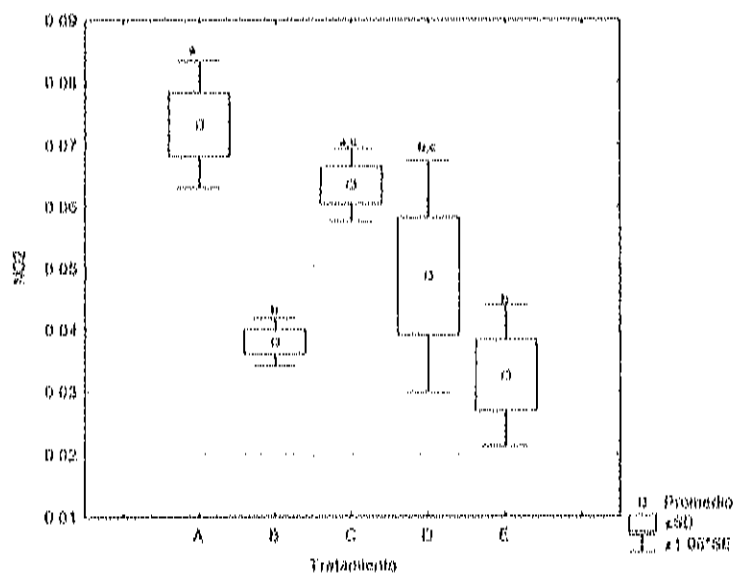 0.09
0.08
0.07
0.06
0.05
0.04
0.03
0.02
0.01
NO2
a
b
a,c
b,c
b
A B C D E
Tratamiento
Promedio
±SD
±1.96*SE